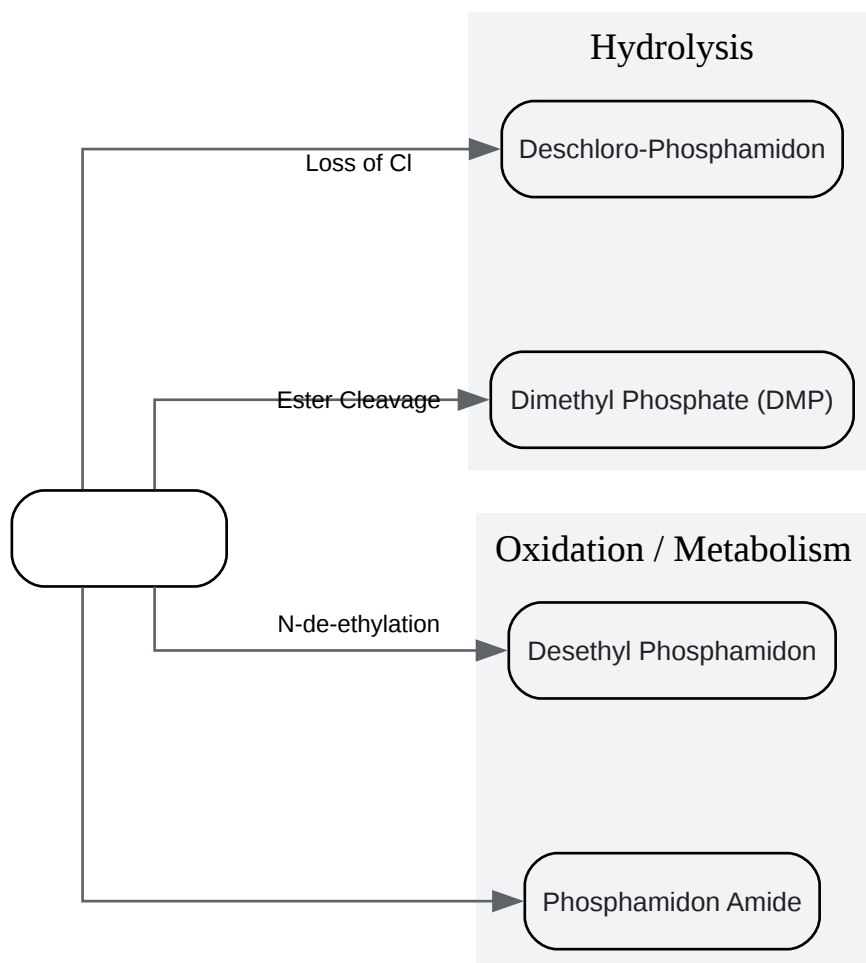 Hydrolysis
Deschloro-Phosphamidon
Loss of Cl
Ester Cleavage
Dimethyl Phosphate (DMP)
Oxidation / Metabolism
N-de-ethylation
Desethyl Phosphamidon
Phosphamidon Amide